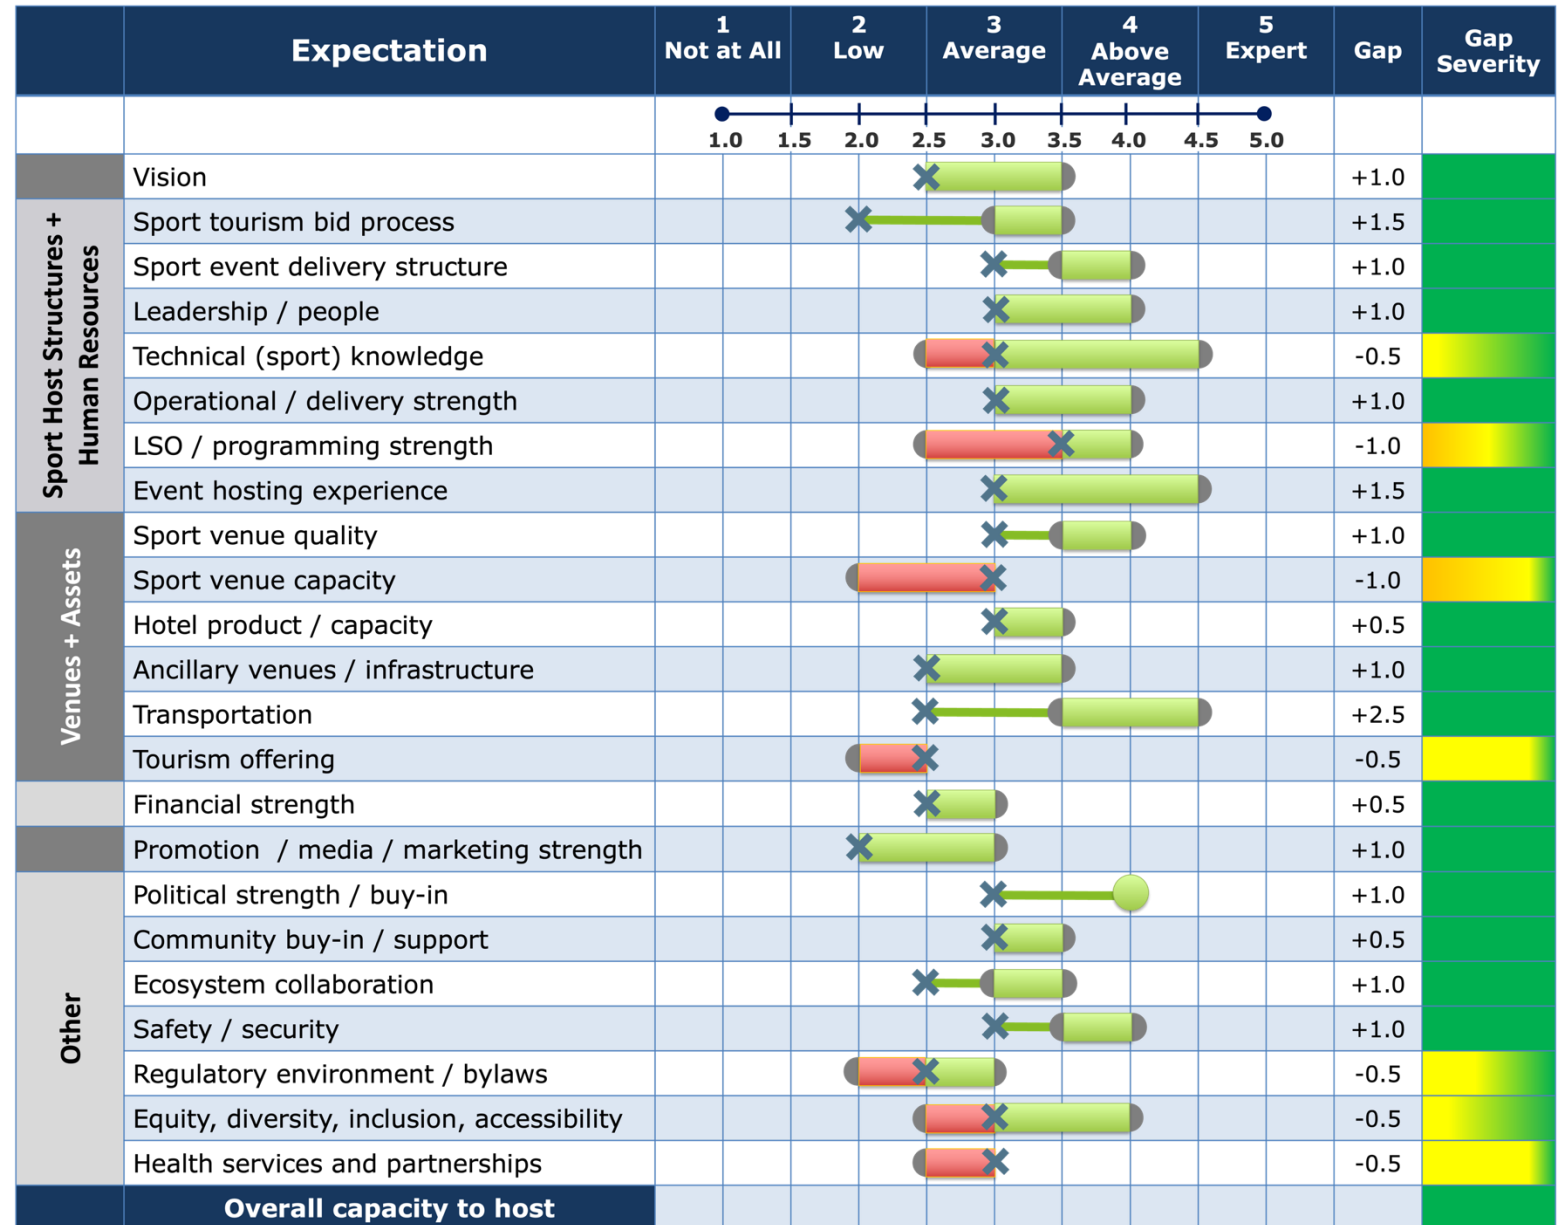 Expectation
1
Not at All
2
Low
3
Average
4
Above
Average
5
Expert
Gap
Gap
Severity
1.0 1.5 2.0 2.5 3.0 3.5 4.0 4.5 5.0
Vision +1.0
Sport Host Structures +
Human Resources
Sport tourism bid process +1.5
Sport event delivery structure +1.0
Leadership / people +1.0
Technical (sport) knowledge -0.5
Operational / delivery strength +1.0
LSO / programming strength -1.0
Event hosting experience +1.5
Venues + Assets
Sport venue quality +1.0
Sport venue capacity -1.0
Hotel product / capacity +0.5
Ancillary venues / infrastructure +1.0
Transportation +2.5
Tourism offering -0.5
Financial strength +0.5
Promotion / media / marketing strength +1.0
Other
Political strength / buy-in +1.0
Community buy-in / support +0.5
Ecosystem collaboration +1.0
Safety / security +1.0
Regulatory environment / bylaws -0.5
Equity, diversity, inclusion, accessibility -0.5
Health services and partnerships -0.5
Overall capacity to host